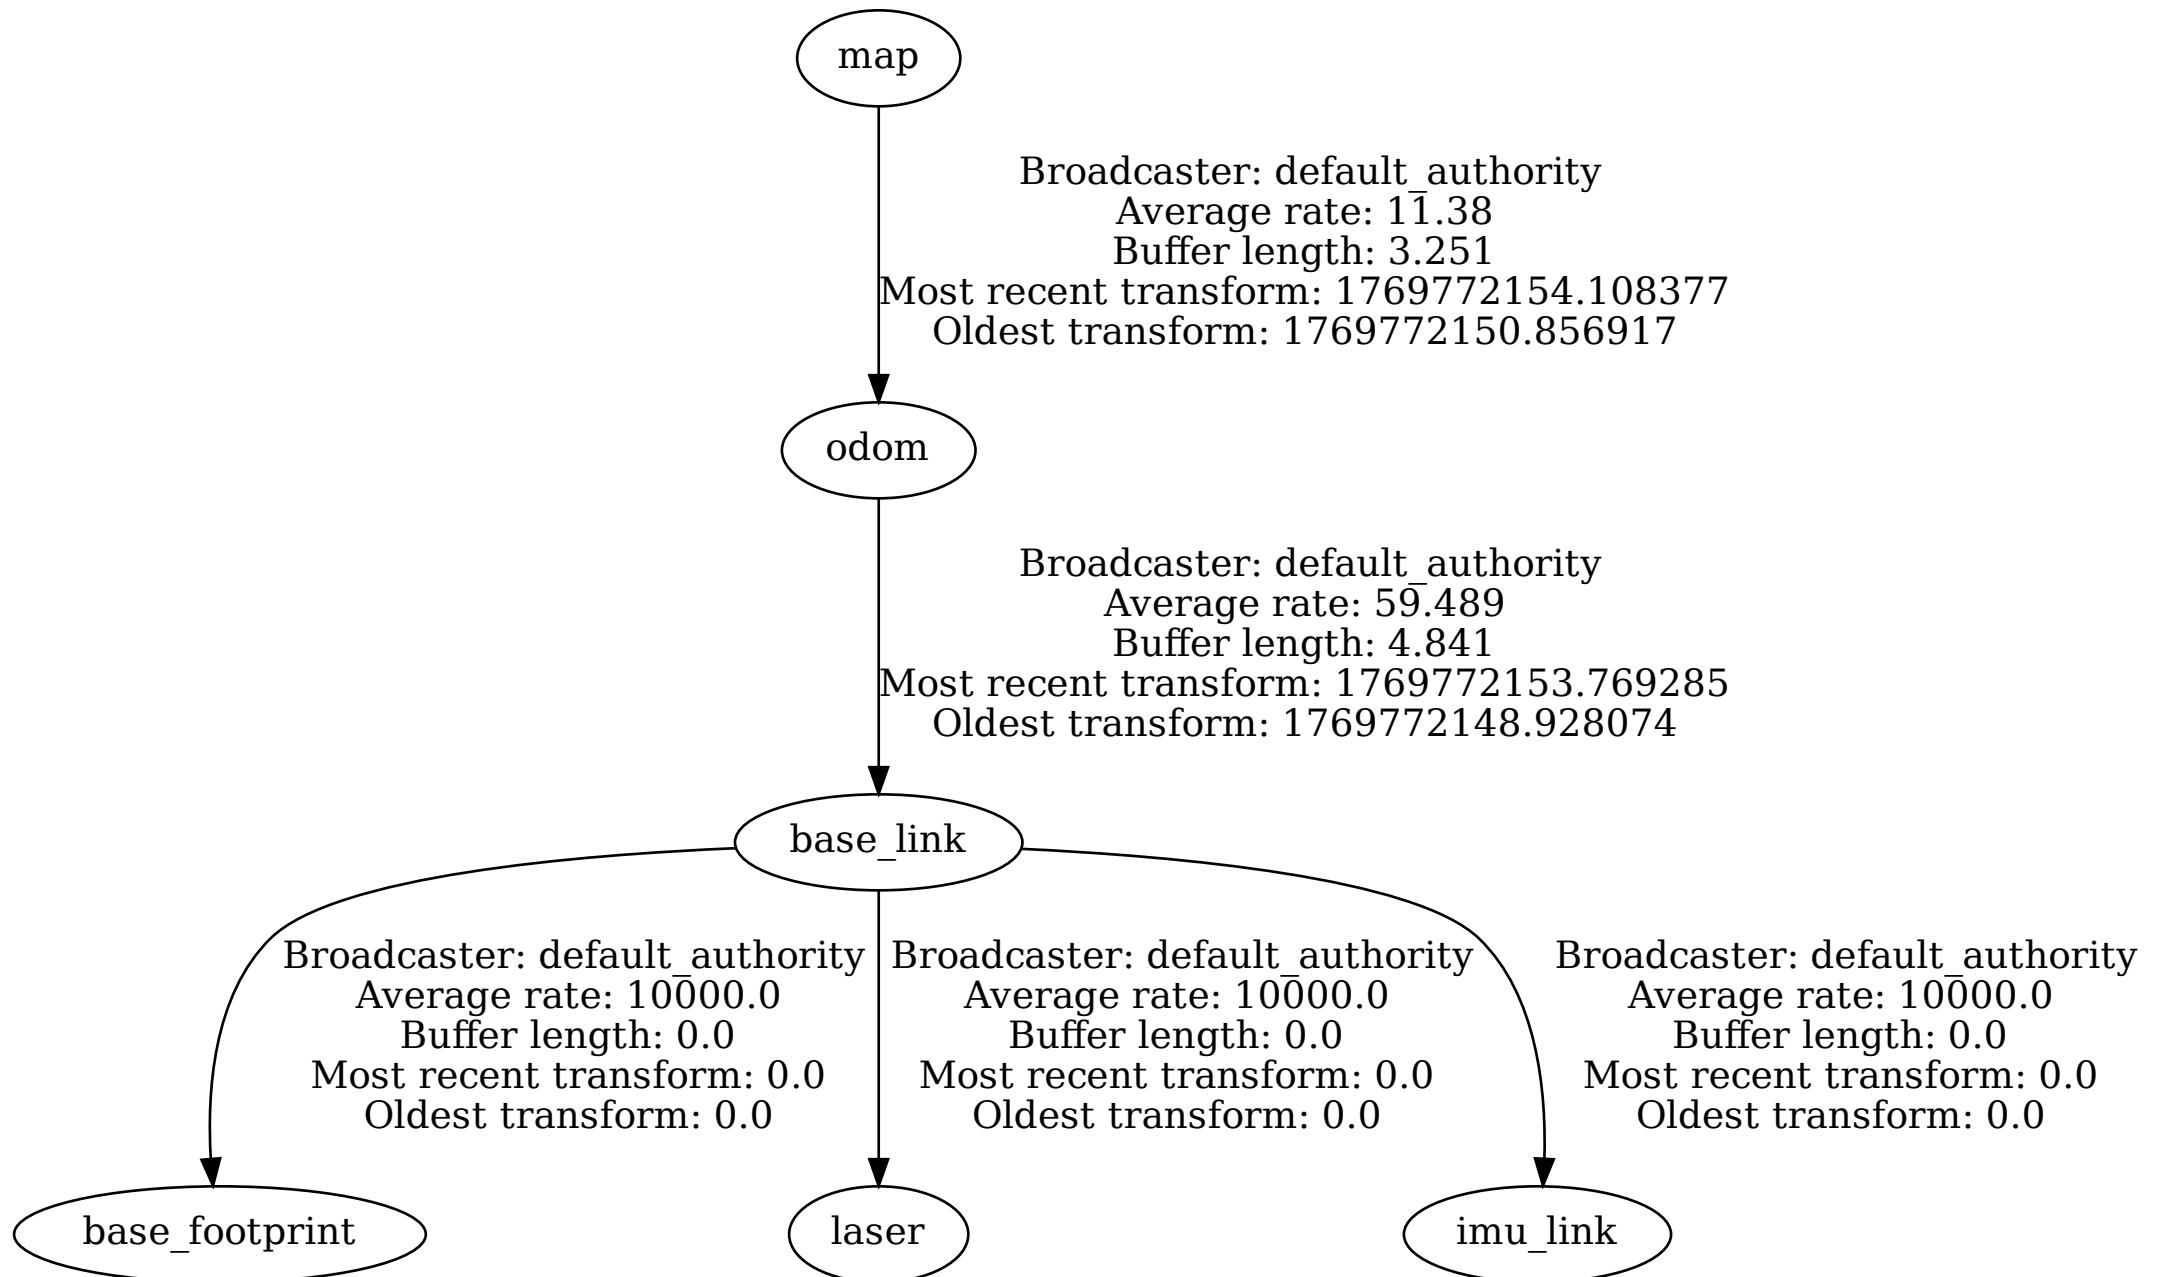 map
Broadcaster: default_authority
Average rate: 11.38
Buffer length: 3.251
Most recent transform: 1769772154.108377
Oldest transform: 1769772150.856917
odom
Broadcaster: default_authority
Average rate: 59.489
Buffer length: 4.841
Most recent transform: 1769772153.769285
Oldest transform: 1769772148.928074
base_link
Broadcaster: default_authority
Average rate: 10000.0
Buffer length: 0.0
Most recent transform: 0.0
Oldest transform: 0.0
Broadcaster: default_authority
Average rate: 10000.0
Buffer length: 0.0
Most recent transform: 0.0
Oldest transform: 0.0
Broadcaster: default_authority
Average rate: 10000.0
Buffer length: 0.0
Most recent transform: 0.0
Oldest transform: 0.0
base_footprint
laser
imu_link